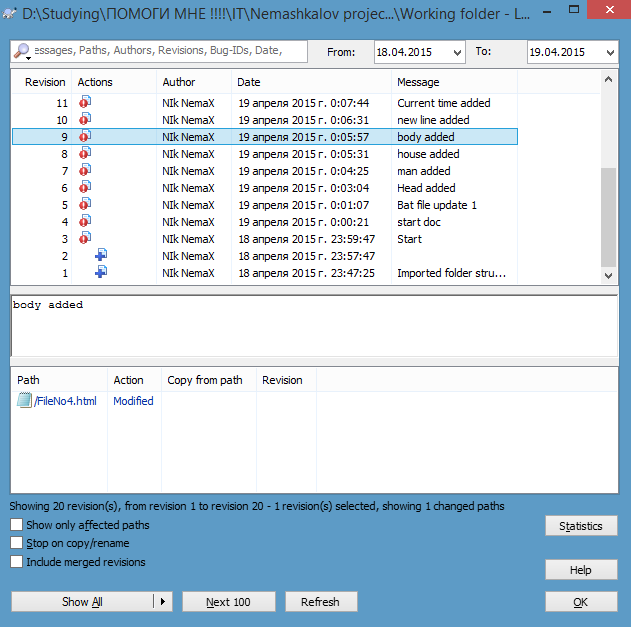 D:\Studying\ПОМОГИ МНЕ !!!!\IT\Nemashkalov projec...\Working folder - L...
essages, Paths, Authors, Revisions, Bug-IDs, Date, From: 18.04.2015 To: 19.04.2015
Revision Actions Author Date Message
11 NIk NemaX 19 апреля 2015 г. 0:07:44 Current time added
10 NIk NemaX 19 апреля 2015 г. 0:06:31 new line added
9 NIk NemaX 19 апреля 2015 г. 0:05:57 body added
8 NIk NemaX 19 апреля 2015 г. 0:05:31 house added
7 NIk NemaX 19 апреля 2015 г. 0:04:25 man added
6 NIk NemaX 19 апреля 2015 г. 0:03:04 Head added
5 NIk NemaX 19 апреля 2015 г. 0:01:07 Bat file update 1
4 NIk NemaX 19 апреля 2015 г. 0:00:21 start doc
3 NIk NemaX 18 апреля 2015 г. 23:59:47 Start
2 NIk NemaX 18 апреля 2015 г. 23:57:47
1 NIk NemaX 18 апреля 2015 г. 23:47:25 Imported folder stru...
body added
Path Action Copy from path Revision
/FileNo4.html Modified
Showing 20 revision(s), from revision 1 to revision 20 - 1 revision(s) selected, showing 1 changed paths
Show only affected paths
Statistics
Stop on copy/rename
Include merged revisions
Help
Show All Next 100 Refresh OK